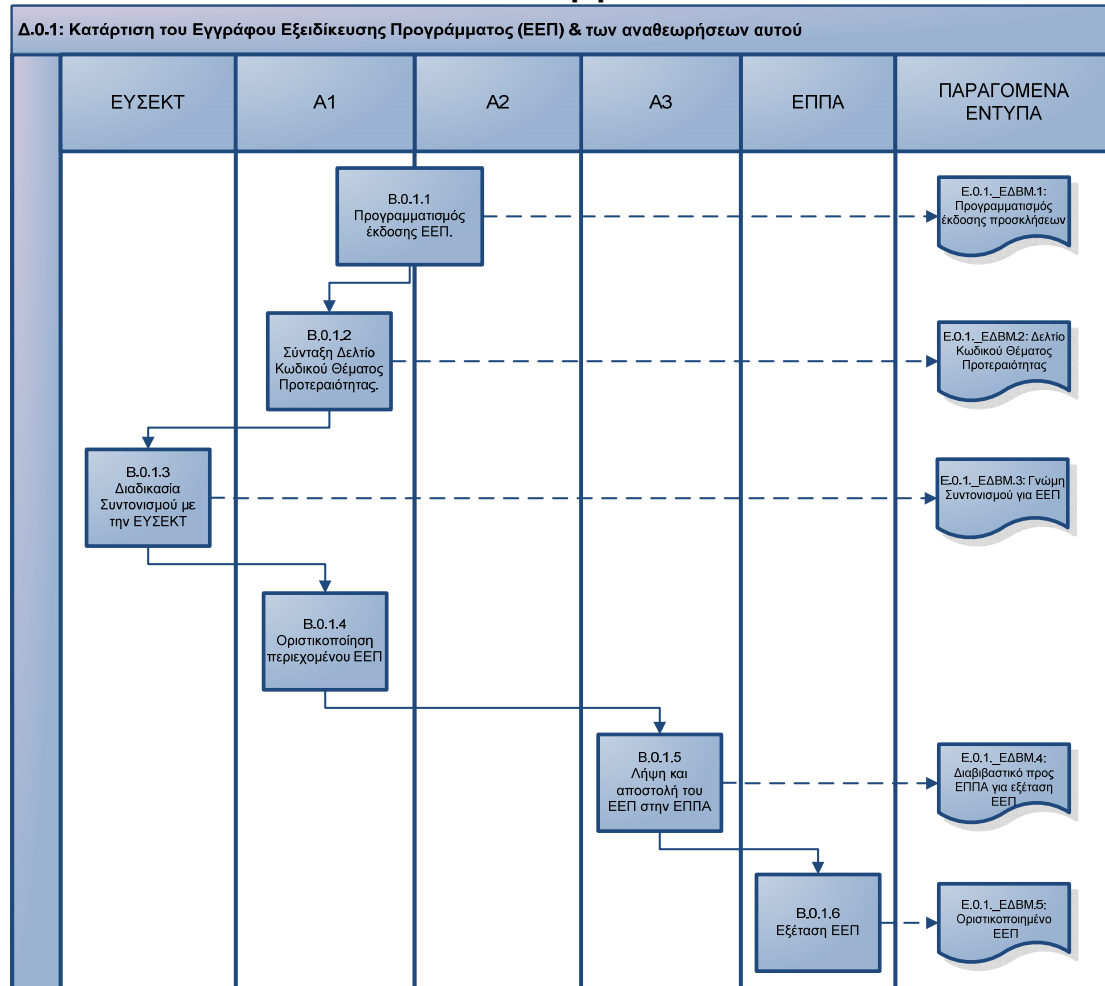 Δ.0.1: Κατάρτιση του Εγγράφου Εξειδίκευσης Προγράμματος (ΕΕΠ) & των αναθεωρήσεων αυτού
ΕΥΣΕΚΤ
Α1
Α2
Α3
ΕΠΠΑ
ΠΑΡΑΓΟΜΕΝΑ
ΕΝΤΥΠΑ
Β.0.1.1
Προγραμματισμός
έκδοσης ΕΕΠ.
Ε.0.1._ΕΔΒΜ.1:
Προγραμματισμός
έκδοσης προσκλήσεων
Β.0.1.2
Σύνταξη Δελτίο
Κωδικού Θέματος
Προτεραιότητας.
Ε.0.1._ΕΔΒΜ.2: Δελτίο
Κωδικού Θέματος
Προτεραιότητας
Β.0.1.3
Διαδικασία
Συντονισμού με
την ΕΥΣΕΚΤ
Ε.0.1._ΕΔΒΜ.3: Γνώμη
Συντονισμού για ΕΕΠ
Β.0.1.4
Οριστικοποίηση
περιεχομένου ΕΕΠ
Β.0.1.5
Λήψη και
αποστολή του
ΕΕΠ στην ΕΠΠΑ
Ε.0.1._ΕΔΒΜ.4:
Διαβιβαστικό προς
ΕΠΠΑ για εξέταση
ΕΕΠ
Β.0.1.6
Εξέταση ΕΕΠ
Ε.0.1._ΕΔΒΜ.5:
Οριστικοποιημένο
ΕΕΠ